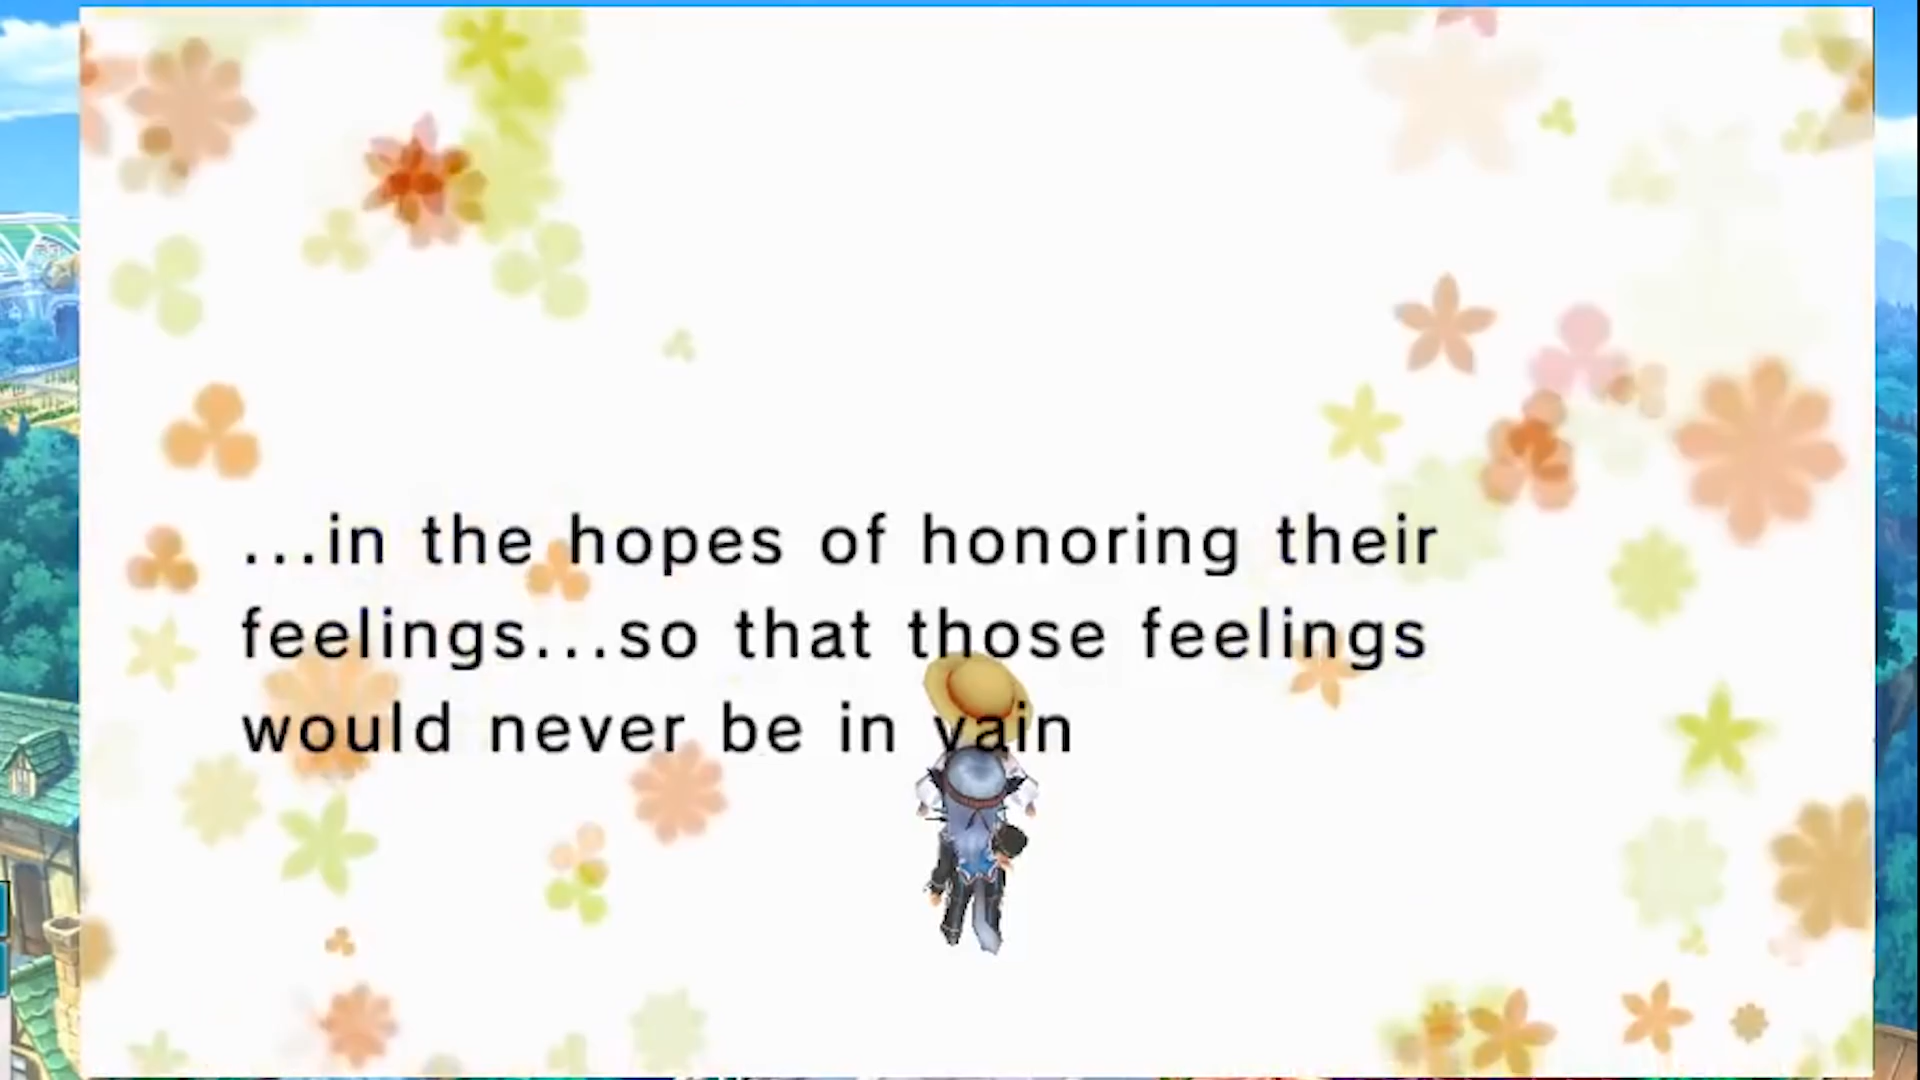 ...in the hopes of honoring their
feelings...so that those feelings
would never be in vain